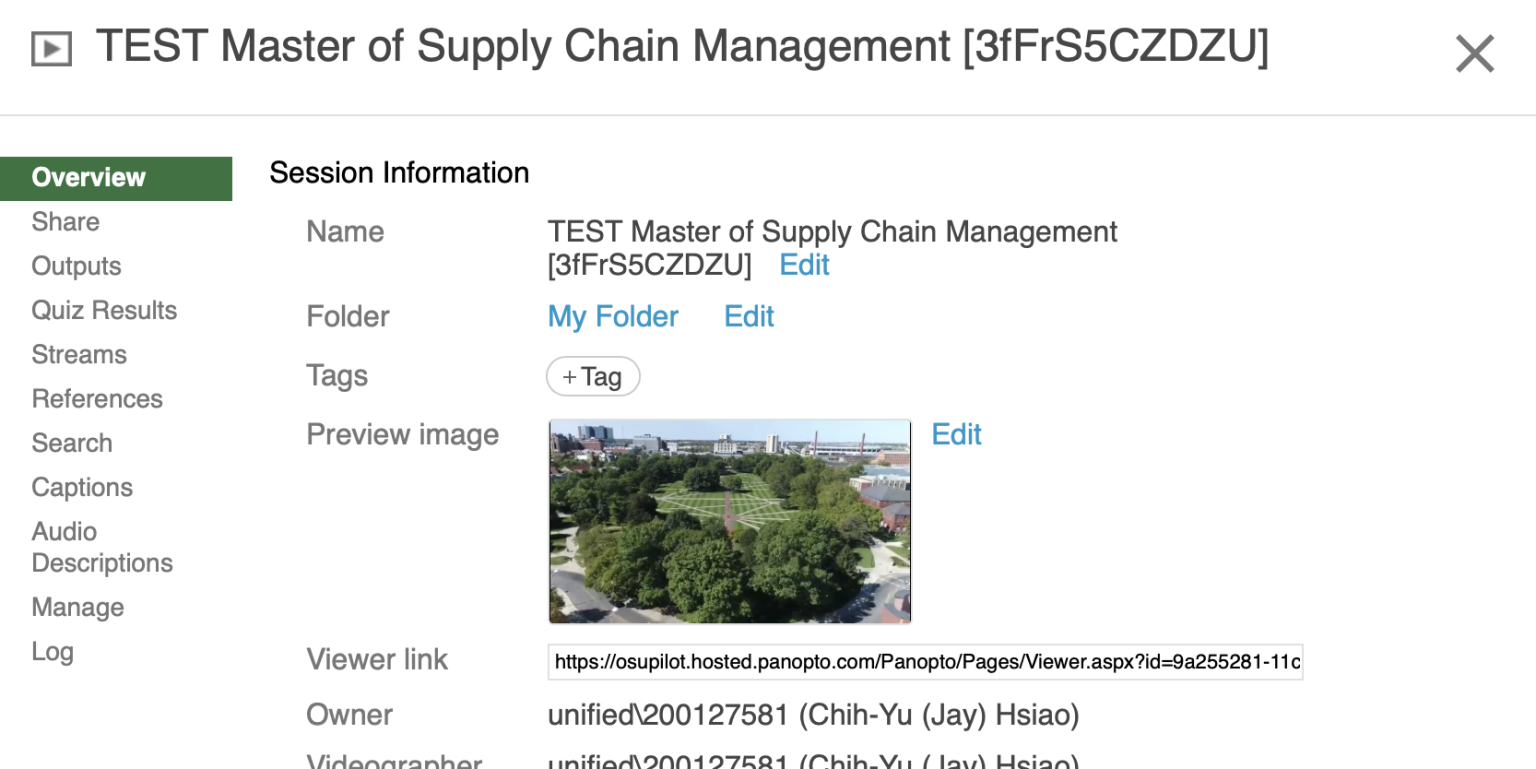 TEST Master of Supply Chain Management [3fFrS5CZDZU]
Overview
Share
Outputs
Quiz Results
Streams
References
Search
Captions
Audio
Descriptions
Manage
Log
Session Information
Name
TEST Master of Supply Chain Management
[3fFrS5CZDZU] Edit
Folder
My Folder Edit
Tags
+ Tag
Preview image
Edit
Viewer link
https://osupilot.hosted.panopto.com/Panopto/Pages/Viewer.aspx?id=9a255281-11c
Owner
unified\200127581 (Chih-Yu (Jay) Hsiao)
Videographer
unified\200127581 (Chih-Yu (Jay) Hsiao)